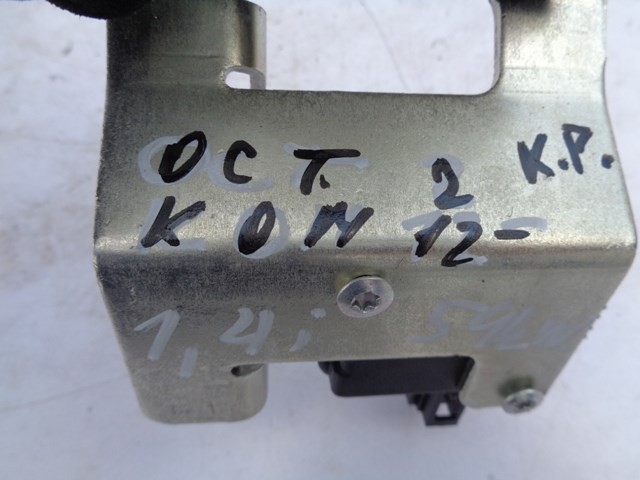 OCT. 2 K.P.
KOM 12-
1,4i